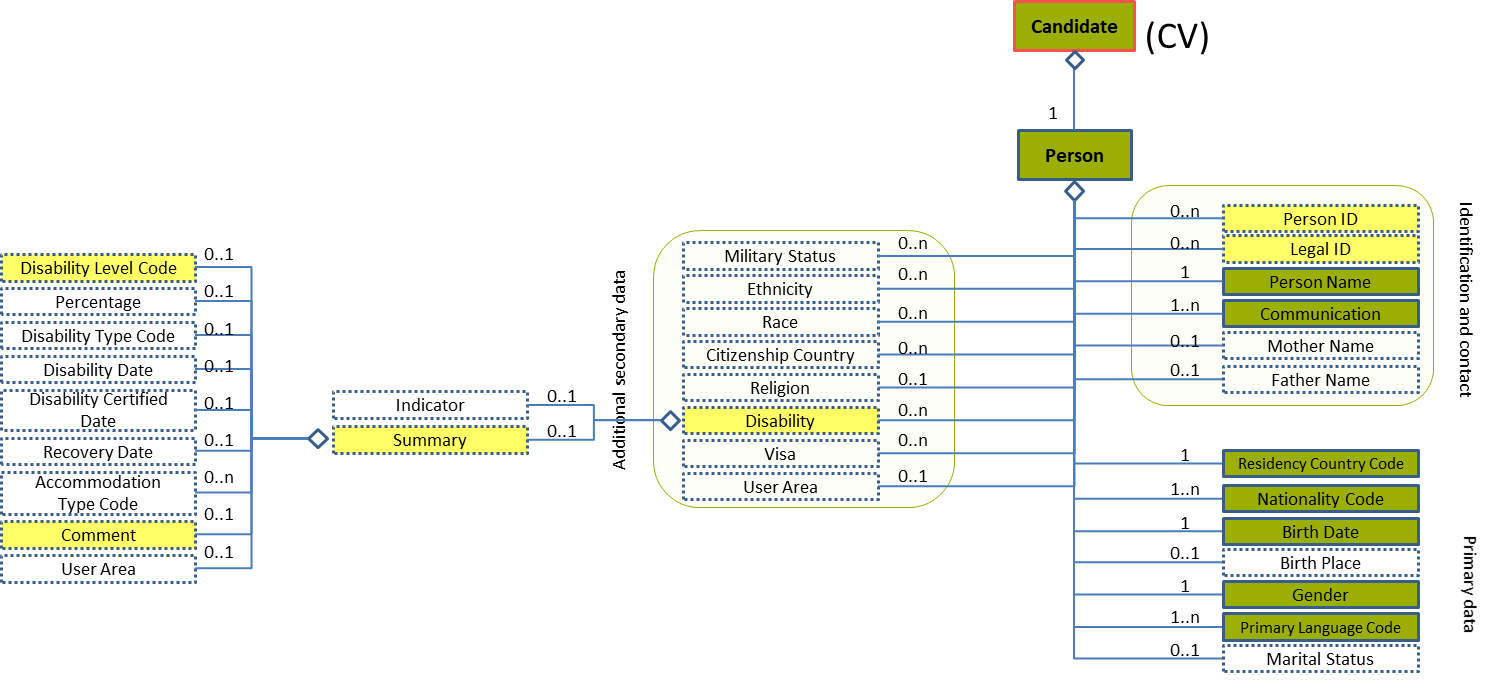 Candidate
(CV)
1
Person
Identification and contact
0..n
Person ID
0..n
Legal ID
1
Person Name
1..n
Communication
0..1
Mother Name
0..1
Father Name
Additional secondary data
Military Status
0..n
Ethnicity
0..n
Race
0..n
Citizenship Country
0..n
Religion
0..1
Disability
0..n
Visa
0..n
User Area
0..1
Indicator
0..1
Summary
0..1
Disability Level Code
0..1
Percentage
0..1
Disability Type Code
0..1
Disability Date
0..1
Disability Certified
Date
0..1
Recovery Date
0..1
Accommodation
Type Code
0..n
Comment
0..1
User Area
0..1
Primary data
1
Residency Country Code
1..n
Nationality Code
1
Birth Date
0..1
Birth Place
1
Gender
1..n
Primary Language Code
0..1
Marital Status